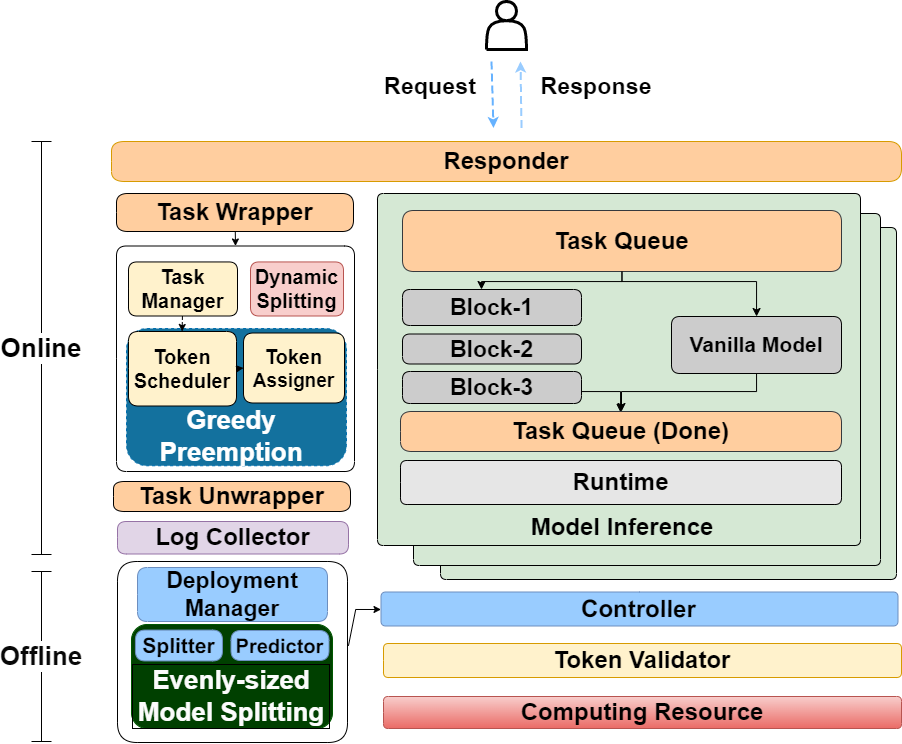 Request
Response
Responder
Online
Task Wrapper
Task
Manager
Dynamic
Splitting
Token
Scheduler
Token
Assigner
Greedy
Preemption
Task Unwrapper
Log Collector
Task Queue
Block-1
Block-2
Block-3
Vanilla Model
Task Queue (Done)
Runtime
Model Inference
Offline
Deployment
Manager
Splitter
Predictor
Evenly-sized
Model Splitting
Controller
Token Validator
Computing Resource